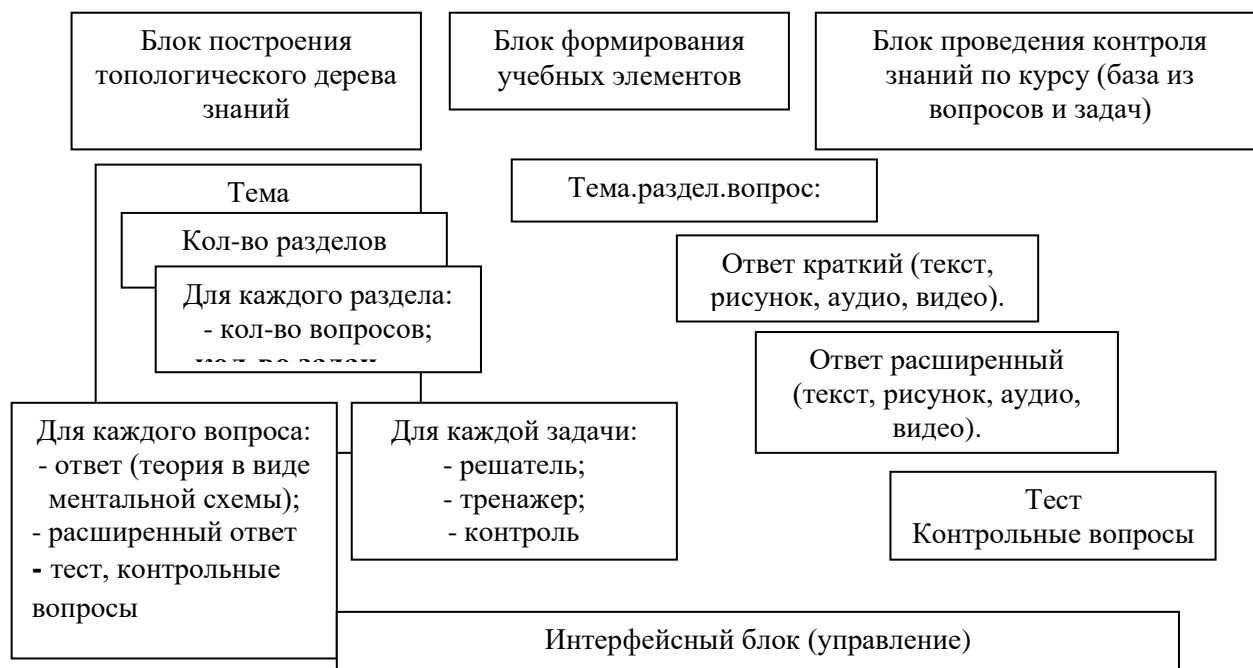 Блок построения
топологического дерева
знаний
Блок формирования
учебных элементов
Блок проведения контроля
знаний по курсу (база из
вопросов и задач)
Тема
Кол-во разделов
Для каждого раздела:
- кол-во вопросов;
кол-во задач
Тема.раздел.вопрос:
Ответ краткий (текст,
рисунок, аудио, видео).
Ответ расширенный
(текст, рисунок, аудио,
видео).
Тест
Контрольные вопросы
Для каждого вопроса:
- ответ (теория в виде
ментальной схемы);
- расширенный ответ
- тест, контрольные
вопросы
Для каждой задачи:
- решатель;
- тренажер;
- контроль
Интерфейсный блок (управление)